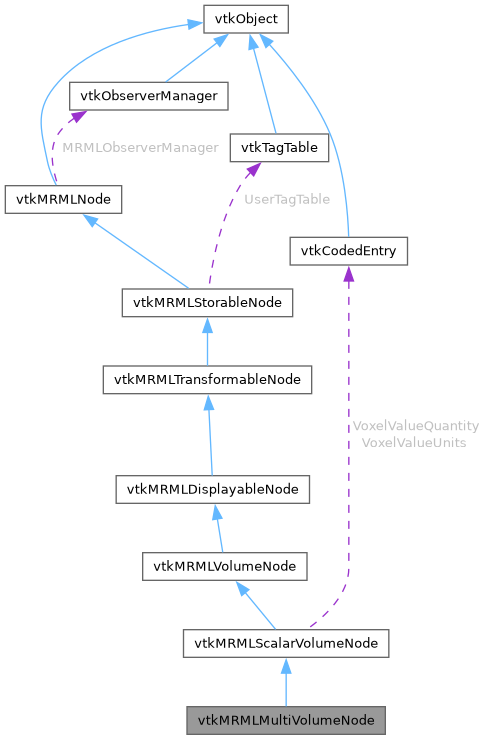 vtkObject
vtkObserverManager
MRMLObserverManager
vtkTagTable
vtkMRMLNode
UserTagTable
vtkCodedEntry
vtkMRMLStorableNode
vtkMRMLTransformableNode
VoxelValueQuantity
VoxelValueUnits
vtkMRMLDisplayableNode
vtkMRMLVolumeNode
vtkMRMLScalarVolumeNode
vtkMRMLMultiVolumeNode